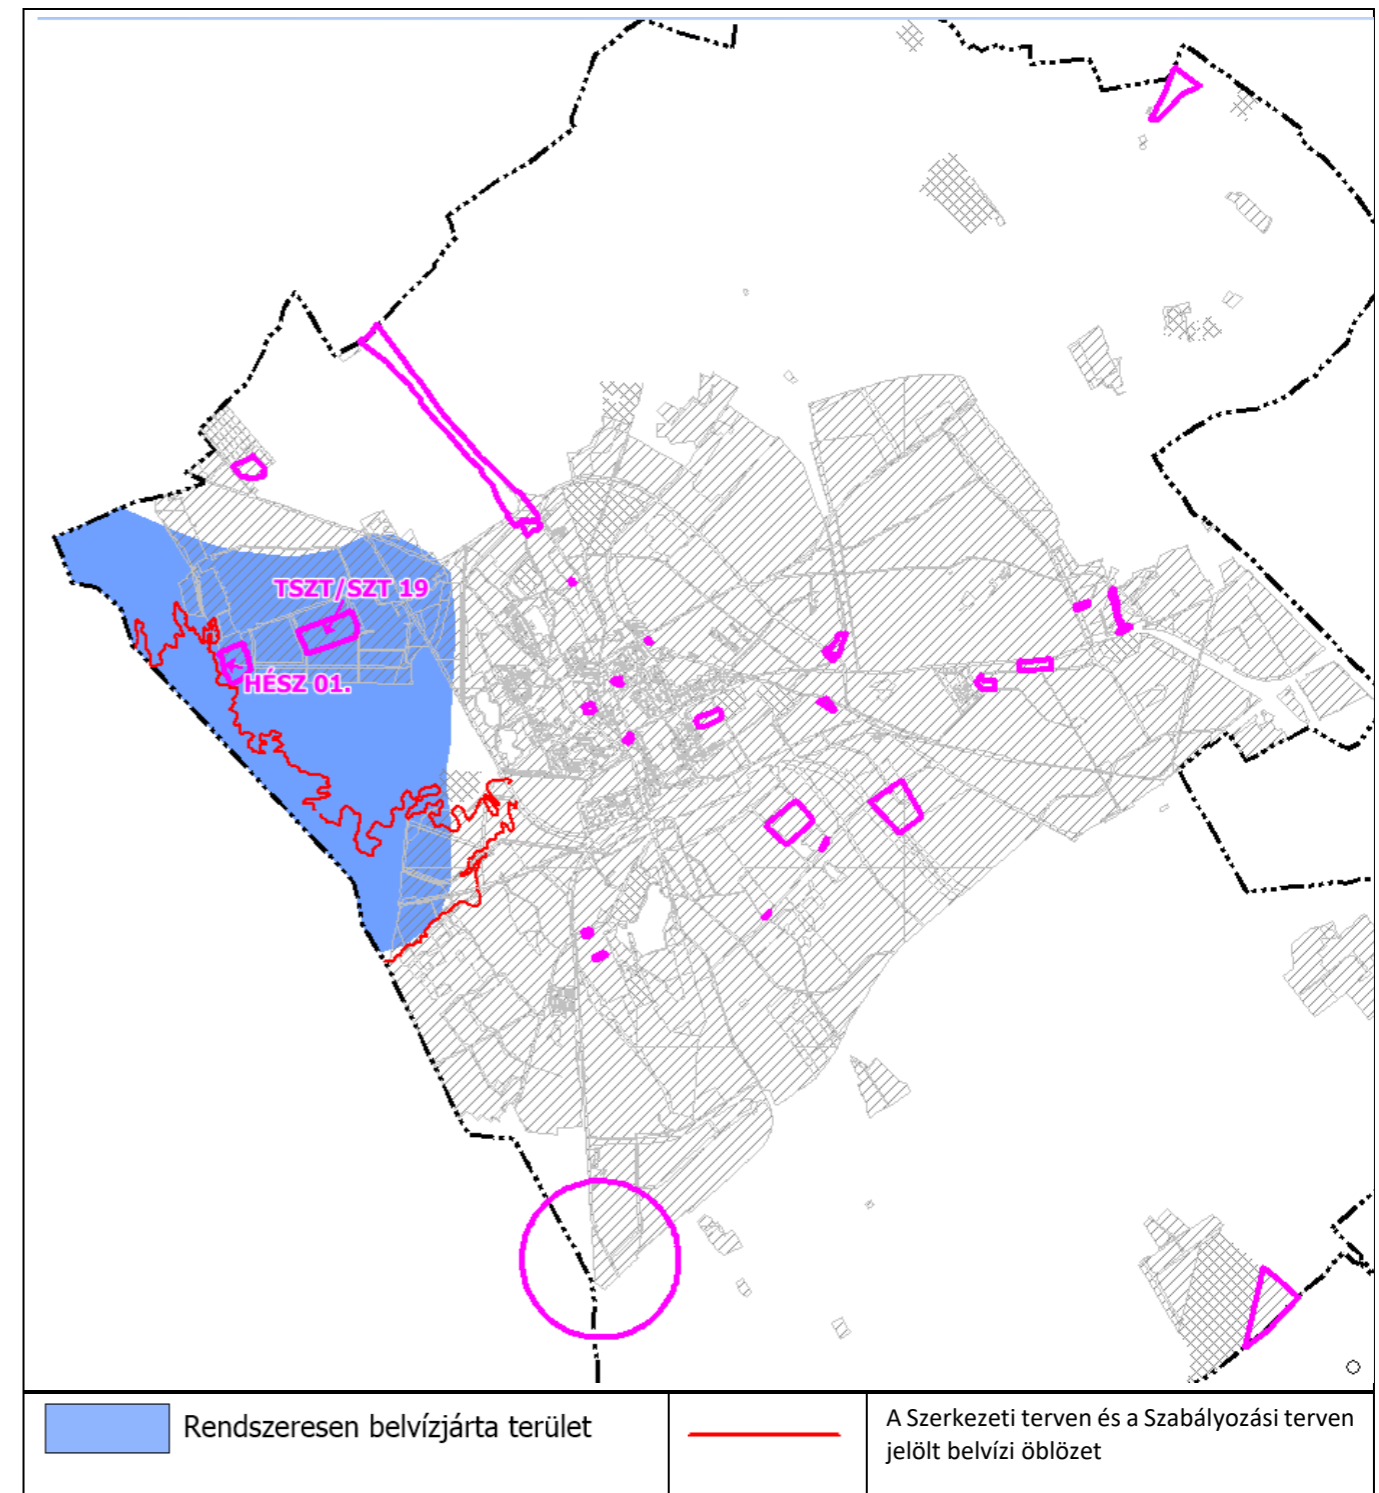 TSZT/SZT 19
HÉSZ 01.
Rendszeresen belvízjárta terület
A Szerkezeti terven és a Szabályozási terven
jelölt belvízi öblözet